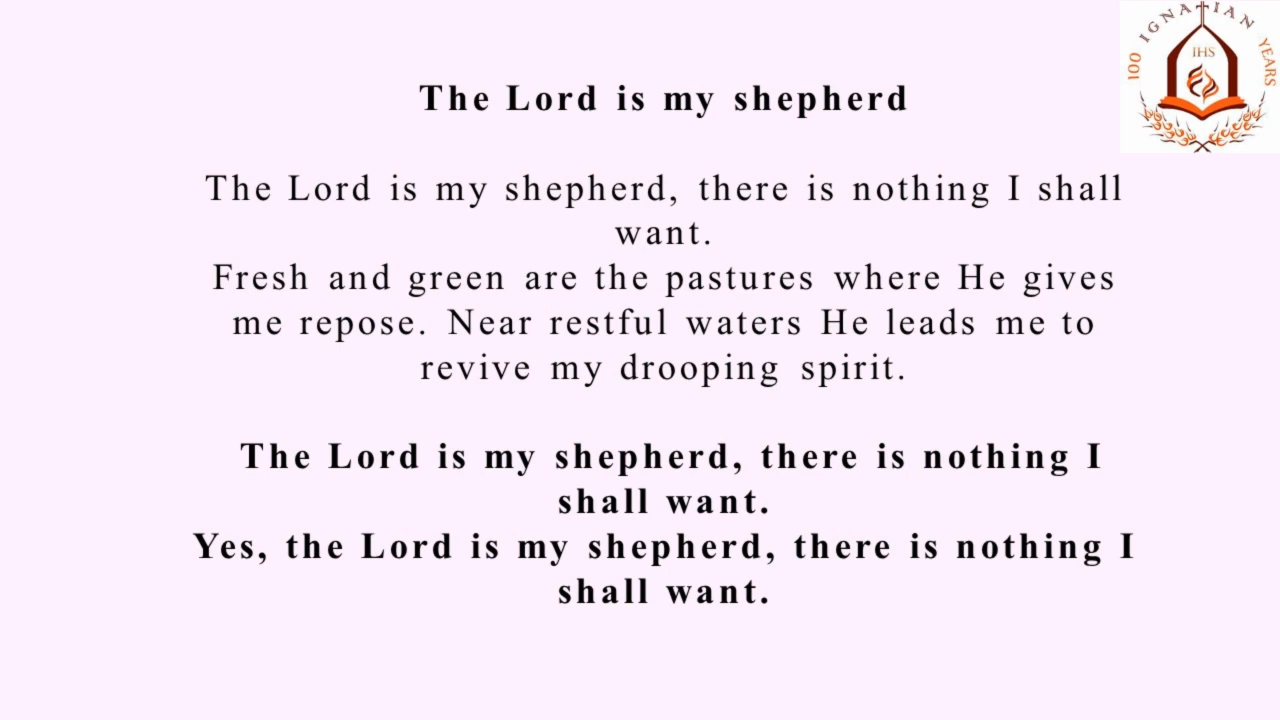 100 IGNATIAN YEARS
IHS
The Lord is my shepherd
The Lord is my shepherd, there is nothing I shall
want.
Fresh and green are the pastures where He gives
me repose. Near restful waters He leads me to
revive my drooping spirit.
The Lord is my shepherd, there is nothing I
shall want.
Yes, the Lord is my shepherd, there is nothing I
shall want.